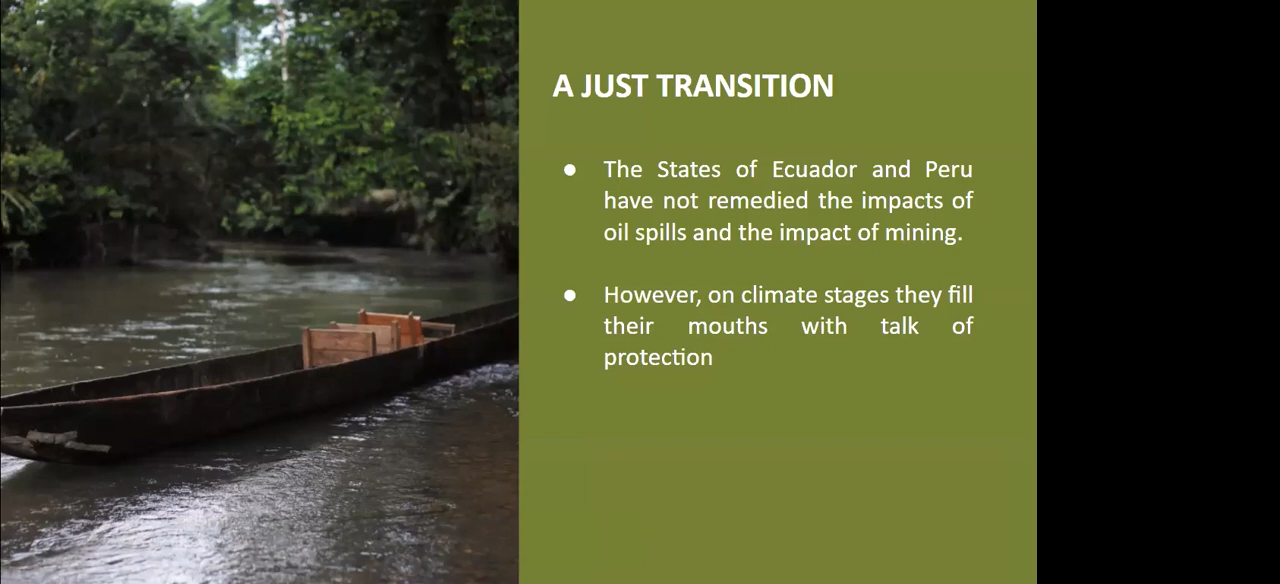 A JUST TRANSITION
● The States of Ecuador and Peru
have not remedied the impacts of
oil spills and the impact of mining.
● However, on climate stages they fill
their mouths with talk of
protection